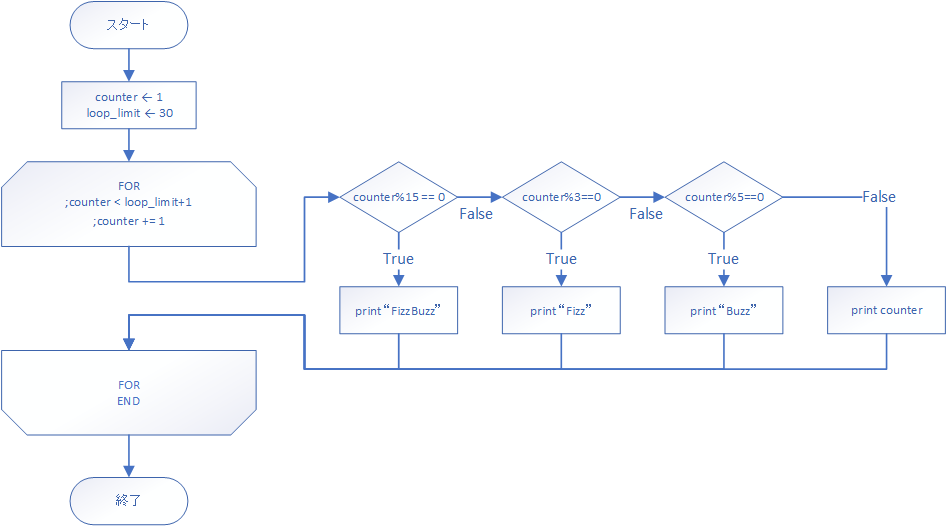 スタート
counter ← 1
loop_limit ← 30
FOR
;counter < loop_limit+1
;counter += 1
counter%15 == 0
False
counter%3==0
False
counter%5==0
False
True
True
True
print “FizzBuzz”
print “Fizz”
print “Buzz”
print counter
FOR
END
終了